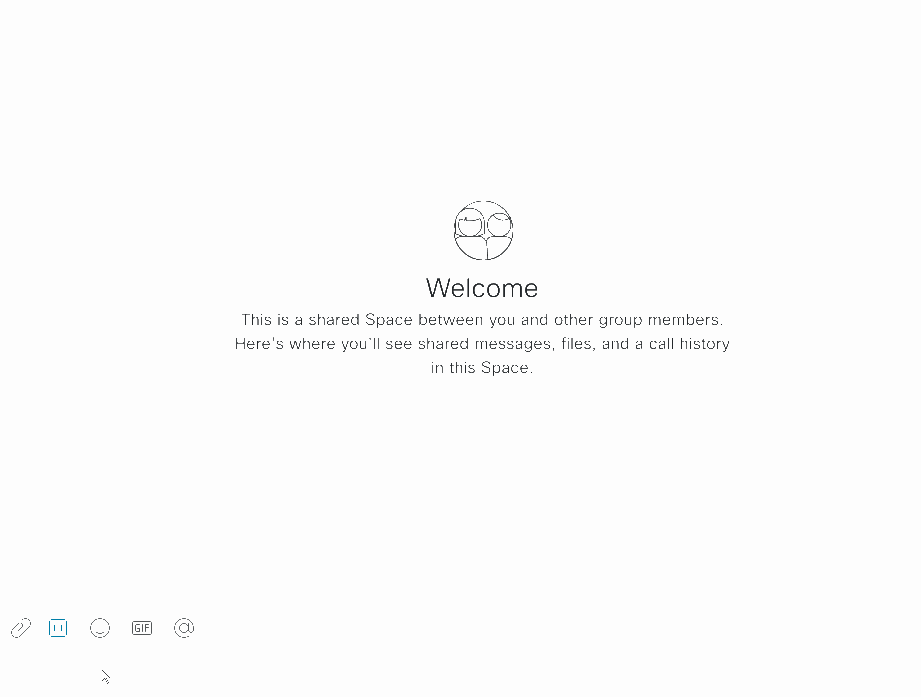 Welcome
This is a shared Space between you and other group members.
Here's where you'll see shared messages, files, and a call history
in this Space.
GIF
@